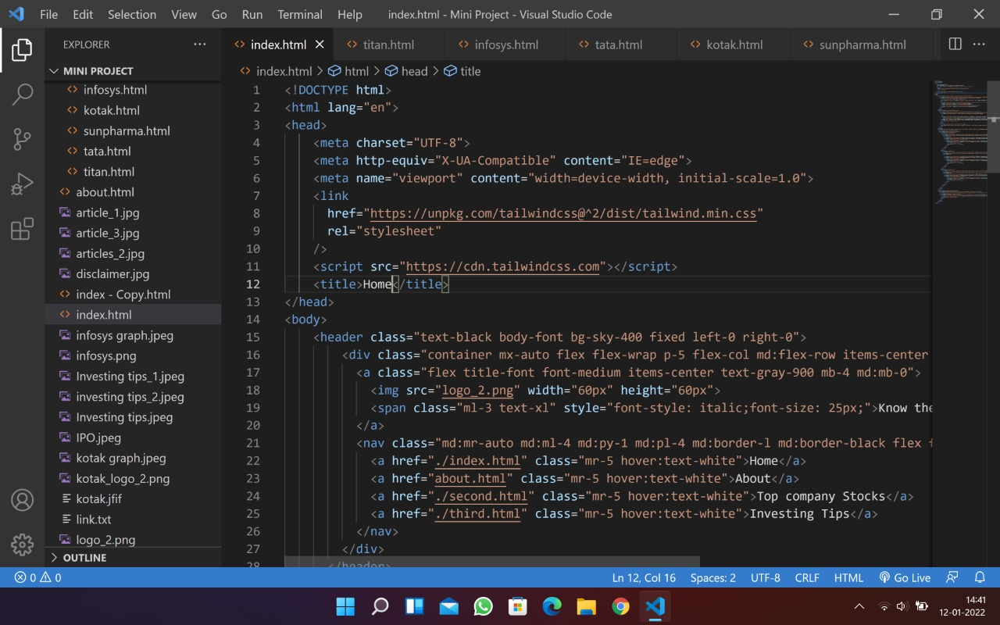 File Edit Selection View Go Run Terminal Help index.html - Mini Project - Visual Studio Code
EXPLORER
MINI PROJECT
infosys.html
kotak.html
sunpharma.html
tata.html
titan.html
about.html
article_1.jpg
article_3.jpg
articles_2.jpg
disclaimer.jpg
index - Copy.html
index.html
infosys graph.jpeg
infosys.png
Investing tips_1.jpeg
investing tips_2.jpeg
Investing tips.jpeg
IPO.jpeg
kotak graph.jpeg
kotak_logo_2.png
kotak.jfif
link.txt
logo_2.png
OUTLINE
index.html titan.html infosys.html tata.html kotak.html sunpharma.html
index.html > html > head > title
1 <!DOCTYPE html>
2 <html lang="en">
3 <head>
4 <meta charset="UTF-8">
5 <meta http-equiv="X-UA-Compatible" content="IE=edge">
6 <meta name="viewport" content="width=device-width, initial-scale=1.0">
7 <link
8 href="https://unpkg.com/tailwindcss@^2/dist/tailwind.min.css"
9 rel="stylesheet"
10 />
11 <script src="https://cdn.tailwindcss.com"></script>
12 <title>Home</title>
13 </head>
14 <body>
15 <header class="text-black body-font bg-sky-400 fixed left-0 right-0">
16 <div class="container mx-auto flex flex-wrap p-5 flex-col md:flex-row items-center
17 <a class="flex title-font font-medium items-center text-gray-900 mb-4 md:mb-0">
18 <img src="logo_2.png" width="60px" height="60px">
19 <span class="ml-3 text-xl" style="font-style: italic;font-size: 25px;">Know the
20 </a>
21 <nav class="md:mr-auto md:ml-4 md:py-1 md:pl-4 md:border-l md:border-black flex f
22 <a href="./index.html" class="mr-5 hover:text-white">Home</a>
23 <a href="about.html" class="mr-5 hover:text-white">About</a>
24 <a href="./second.html" class="mr-5 hover:text-white">Top company Stocks</a>
25 <a href="./third.html" class="mr-5 hover:text-white">Investing Tips</a>
26 </nav>
27 </div>
28 </header>
0 0 Ln 12, Col 16 Spaces: 2 UTF-8 CRLF HTML Go Live
14:41
12-01-2022